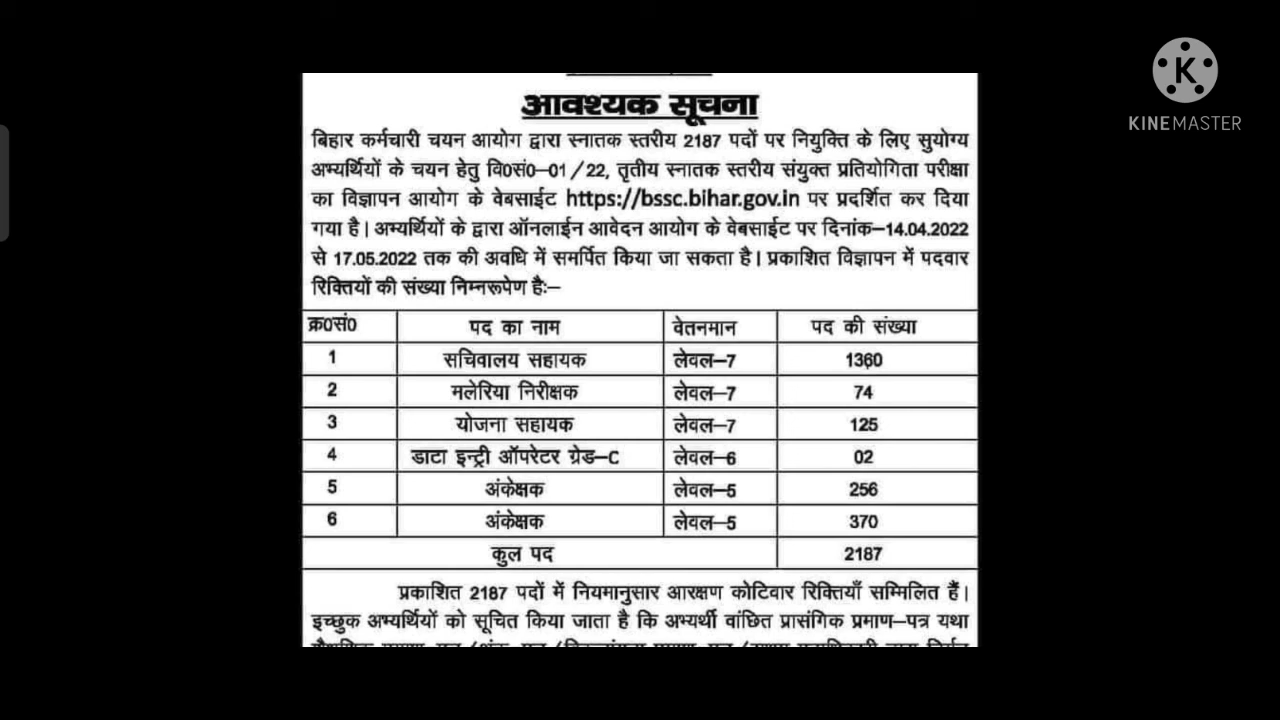 आवश्यक सूचना
बिहार कर्मचारी चयन आयोग द्वारा स्नातक स्तरीय 2187 पदों पर नियुक्ति के लिए सुयोग्य
अभ्यर्थियों के चयन हेतु वि0सं0–01/22, तृतीय स्नातक स्तरीय संयुक्त प्रतियोगिता परीक्षा
का विज्ञापन आयोग के वेबसाईट https://bssc.bihar.gov.in पर प्रदर्शित कर दिया
गया है। अभ्यर्थियों के द्वारा ऑनलाईन आवेदन आयोग के वेबसाईट पर दिनांक–14.04.2022
से 17.05.2022 तक की अवधि में समर्पित किया जा सकता है। प्रकाशित विज्ञापन में पदवार
रिक्तियों की संख्या निम्नरूपेण है:–
क्र0सं0 पद का नाम वेतनमान पद की संख्या
1 सचिवालय सहायक लेवल–7 1360
2 मलेरिया निरीक्षक लेवल–7 74
3 योजना सहायक लेवल–7 125
4 डाटा इन्ट्री ऑपरेटर ग्रेड–C लेवल–6 02
5 अंकेक्षक लेवल–5 256
6 अंकेक्षक लेवल–5 370
कुल पद 2187
प्रकाशित 2187 पदों में नियमानुसार आरक्षण कोटिवार रिक्तियाँ सम्मिलित हैं।
इच्छुक अभ्यर्थियों को सूचित किया जाता है कि अभ्यर्थी वांछित प्रासंगिक प्रमाण–पत्र यथा
K
KINEMASTER